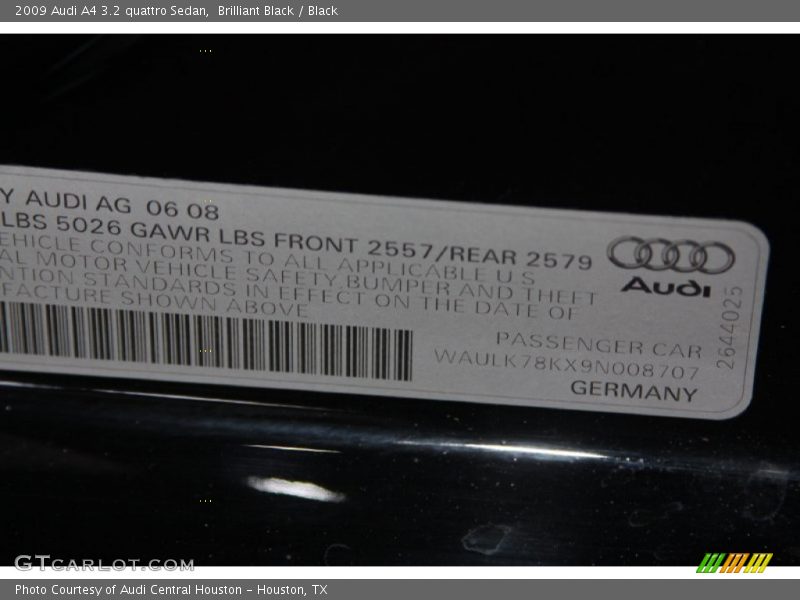 2009 Audi A4 3.2 quattro Sedan,  Brilliant Black / Black
Y AUDI AG 06 08
LBS 5026 GAWR LBS FRONT 2557/REAR 2579
EHICLE CONFORMS TO ALL APPLICABLE U S
AL MOTOR VEHICLE SAFETY, BUMPER AND THEFT
NTION STANDARDS IN EFFECT ON THE DATE OF
FACTURE SHOWN ABOVE
Audi
2644025
PASSENGER CAR
WAULK78KX9N008707
GERMANY
GTCARLOT.COM
Photo Courtesy of Audi Central Houston - Houston, TX